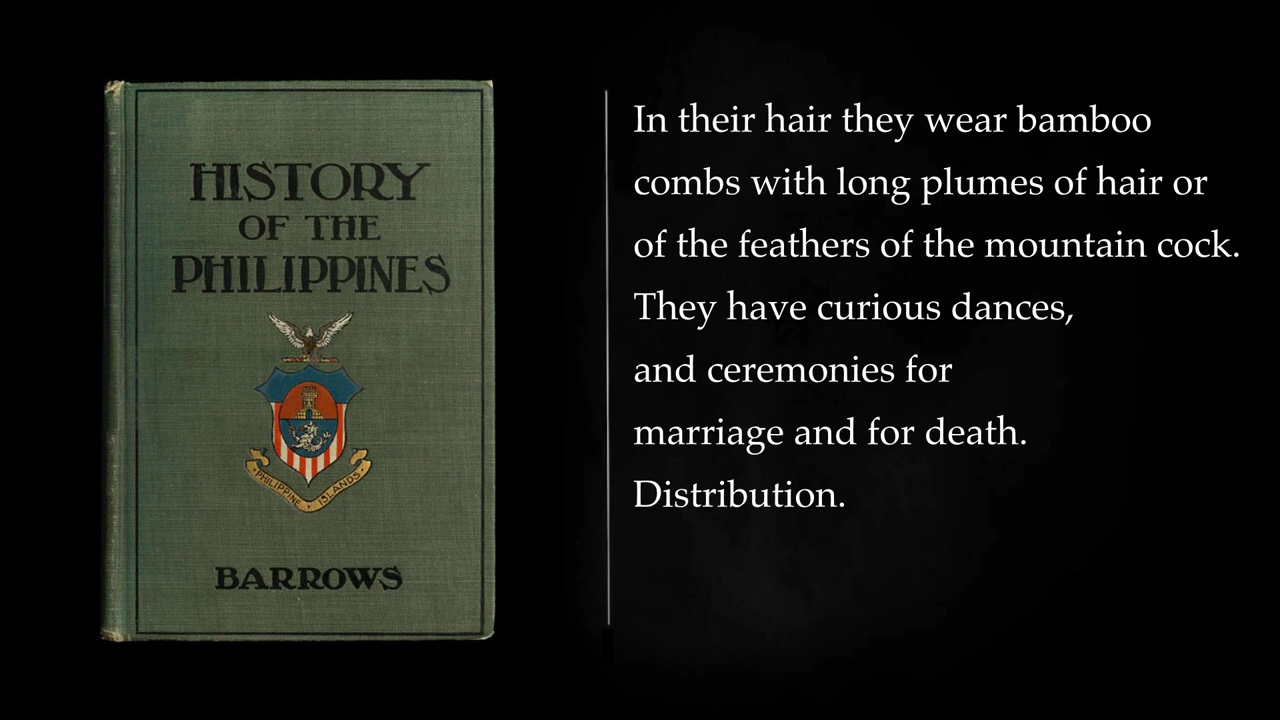 HISTORY
OF THE
PHILIPPINES
PHILIPPINE ISLANDS
BARROWS
In their hair they wear bamboo
combs with long plumes of hair or
of the feathers of the mountain cock.
They have curious dances,
and ceremonies for
marriage and for death.
Distribution.